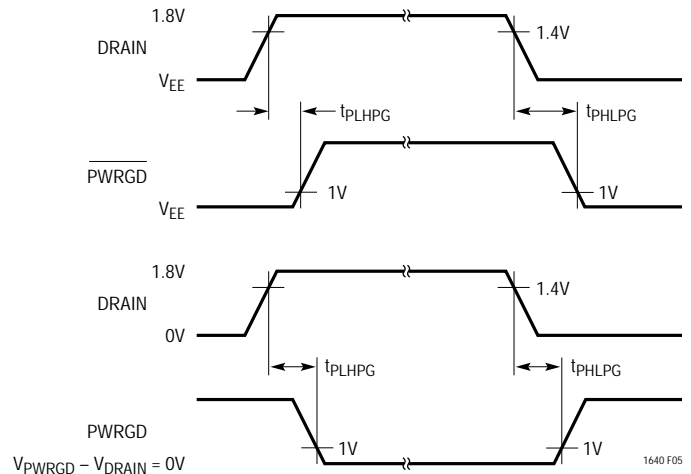 1.8V
DRAIN
1.4V
VEE
tPLHPG
tPHLPG
PWRGD
1V
1V
VEE
1.8V
DRAIN
1.4V
0V
tPLHPG
tPHLPG
PWRGD
1V
1V
VPWRGD – VDRAIN = 0V
1640 F05